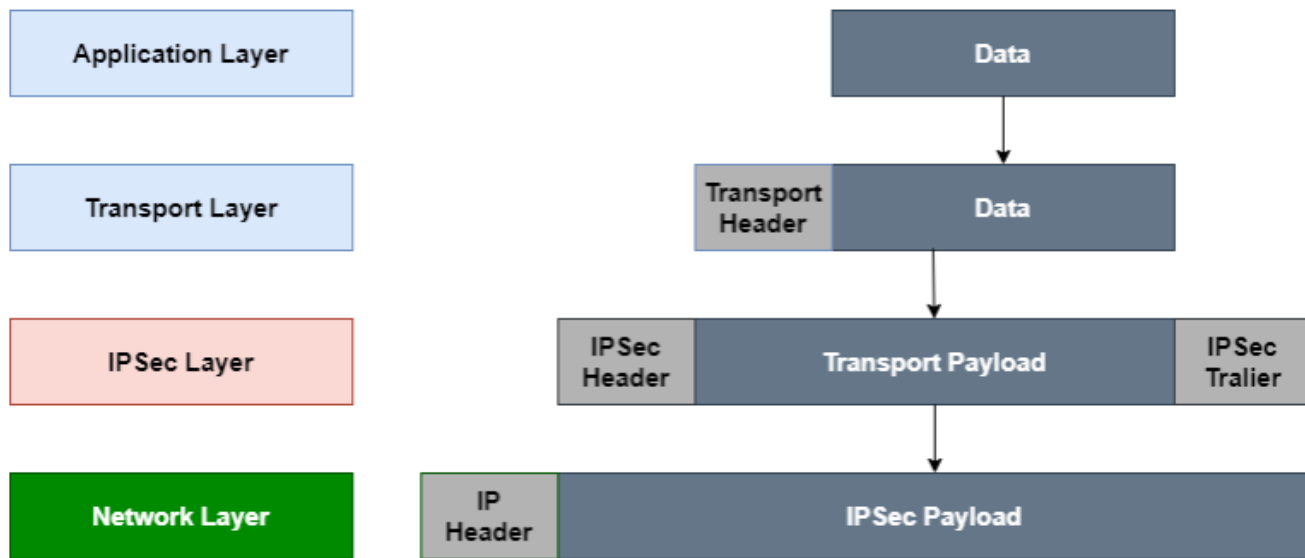 Application Layer
Data
Transport Layer
Transport
Header
Data
IPSec Layer
IPSec
Header
Transport Payload
IPSec
Tralier
Network Layer
IP
Header
IPSec Payload